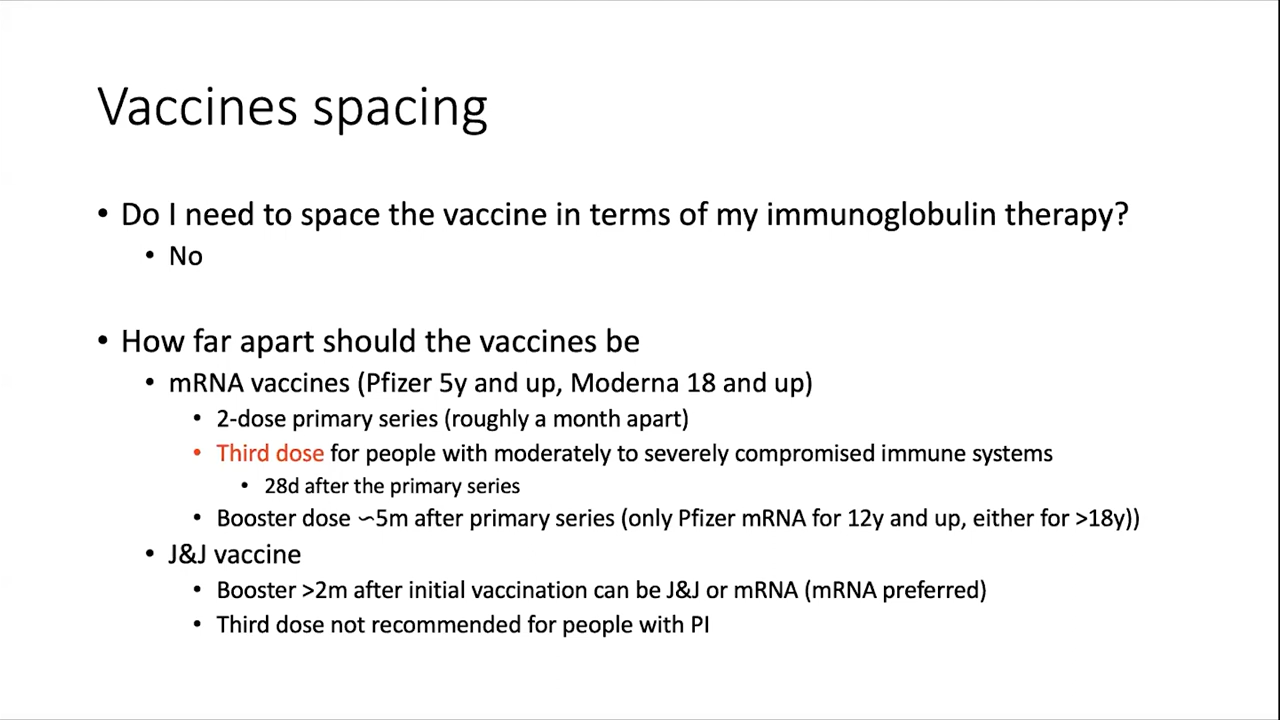 Vaccines spacing
• Do I need to space the vaccine in terms of my immunoglobulin therapy?
• No
• How far apart should the vaccines be
• mRNA vaccines (Pfizer 5y and up, Moderna 18 and up)
• 2-dose primary series (roughly a month apart)
• Third dose for people with moderately to severely compromised immune systems
• 28d after the primary series
• Booster dose ~5m after primary series (only Pfizer mRNA for 12y and up, either for >18y))
• J&J vaccine
• Booster >2m after initial vaccination can be J&J or mRNA (mRNA preferred)
• Third dose not recommended for people with PI